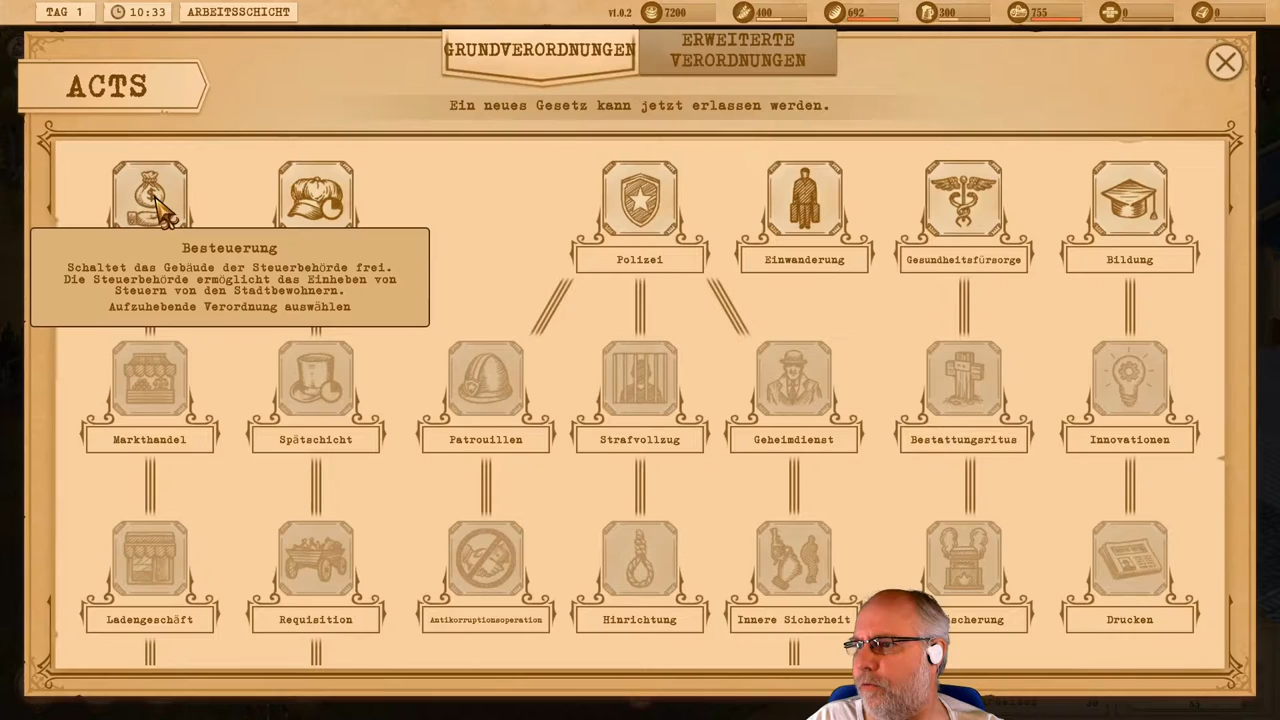 TAG 1
10:33
ARBEITSSCHICHT
v1.0.2
7200
400
692
300
755
0
0
GRUNDVERORDNUNGEN
ERWEITERTE
VERORDNUNGEN
ACTS
Ein neues Gesetz kann jetzt erlassen werden.
Polizei
Einwanderung
Gesundheitsfürsorge
Bildung
Besteuerung
Schaltet das Gebäude der Steuerbehörde frei.
Die Steuerbehörde ermöglicht das Einheben von
Steuern von den Stadtbewohnern.
Aufzuhebende Verordnung auswählen
Markthandel
Spätschicht
Patrouillen
Strafvollzug
Geheimdienst
Bestattungsritus
Innovationen
Ladengeschäft
Requisition
Antikorruptionsoperation
Hinrichtung
Innere Sicherheit
Drucken